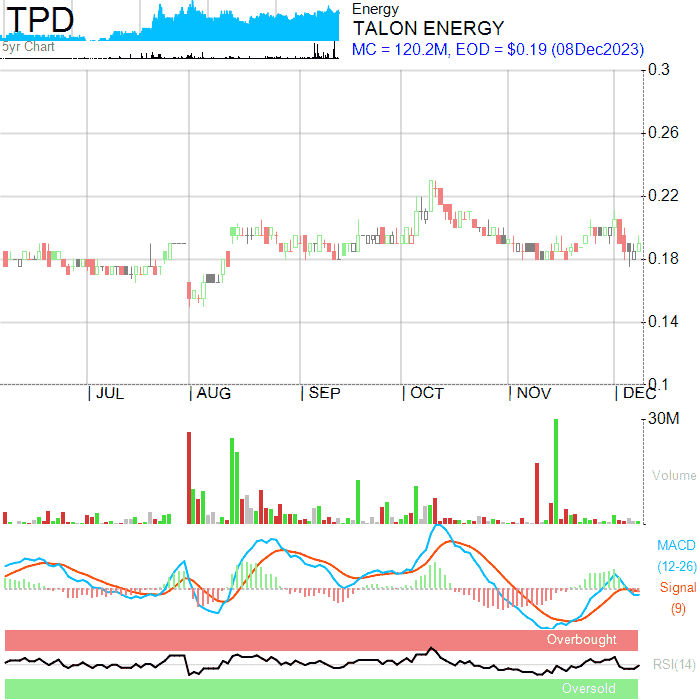 TPD
5yr Chart
Energy
TALON ENERGY
MC = 120.2M, EOD = $0.19 (08Dec2023)
0.3
0.26
0.22
0.18
0.14
0.1
| JUL | AUG | SEP | OCT | NOV | DEC
30M
Volume
MACD
(12-26)
Signal
(9)
Overbought
RSI(14)
Oversold